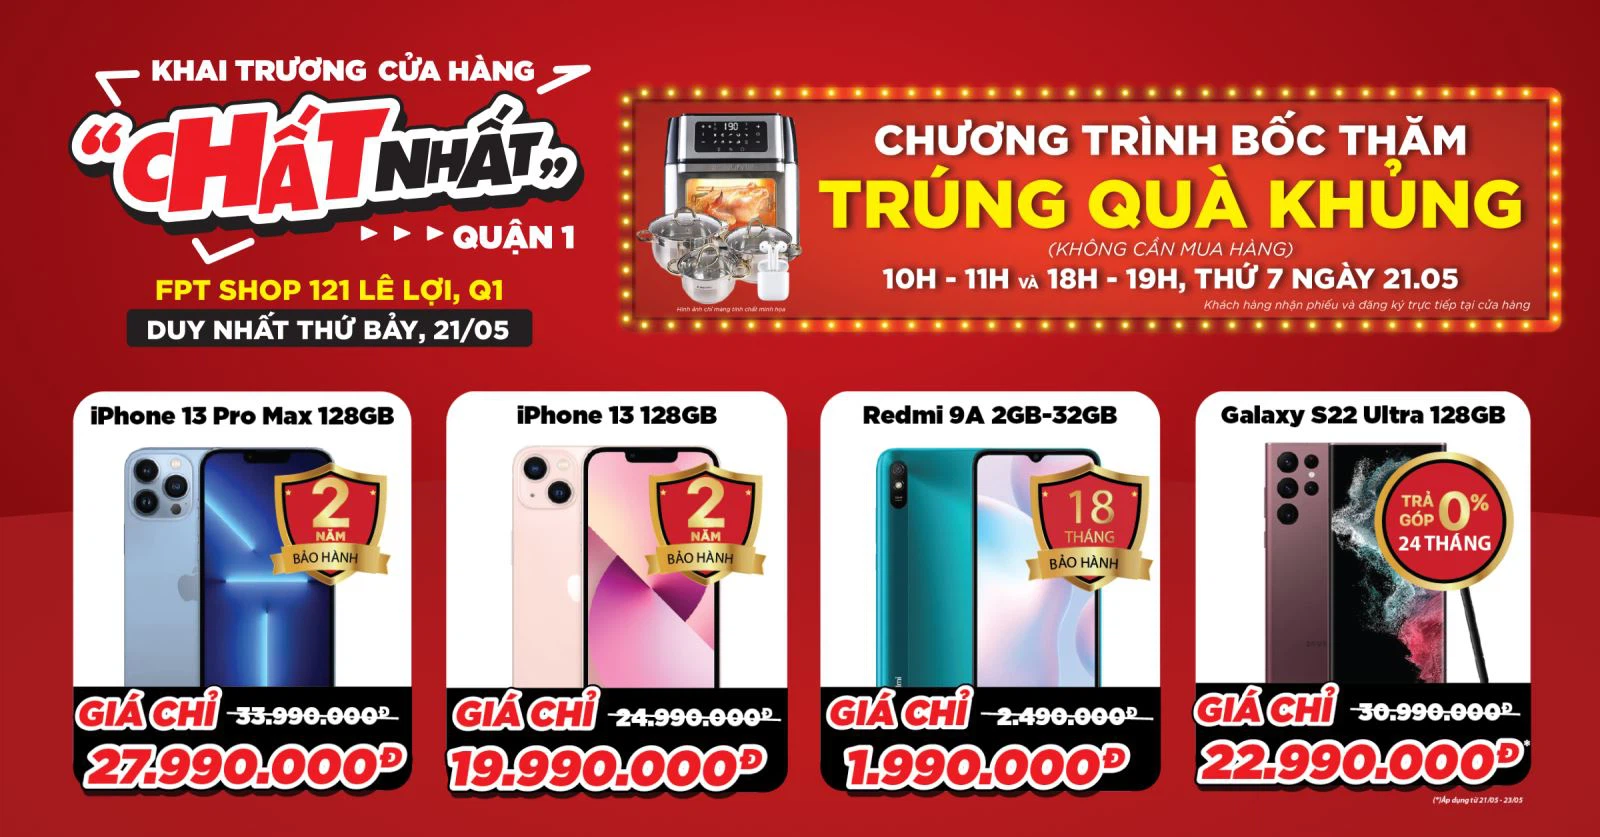 KHAI TRƯƠNG CỬA HÀNG
“CHẤT NHẤT”
QUẬN 1
FPT SHOP 121 LÊ LỢI, Q1
DUY NHẤT THỨ BẢY, 21/05
190
CHƯƠNG TRÌNH BỐC THĂM
TRÚNG QUÀ KHỦNG
(KHÔNG CẦN MUA HÀNG)
10H - 11H VÀ 18H - 19H, THỨ 7 NGÀY 21.05
Khách hàng nhận phiếu và đăng ký trực tiếp tại cửa hàng
Hình ảnh chỉ mang tính chất minh họa
iPhone 13 Pro Max 128GB
2
NĂM
BẢO HÀNH
GIÁ CHỈ 33.990.000Đ
27.990.000Đ
iPhone 13 128GB
2
NĂM
BẢO HÀNH
GIÁ CHỈ 24.990.000Đ
19.990.000Đ
Redmi 9A 2GB-32GB
18
THÁNG
BẢO HÀNH
GIÁ CHỈ 2.490.000Đ
1.990.000Đ
Galaxy S22 Ultra 128GB
TRẢ GÓP 0%
24 THÁNG
SAMSUNG
GIÁ CHỈ 30.990.000Đ
22.990.000Đ*
(*)Áp dụng từ 21/05 - 23/05